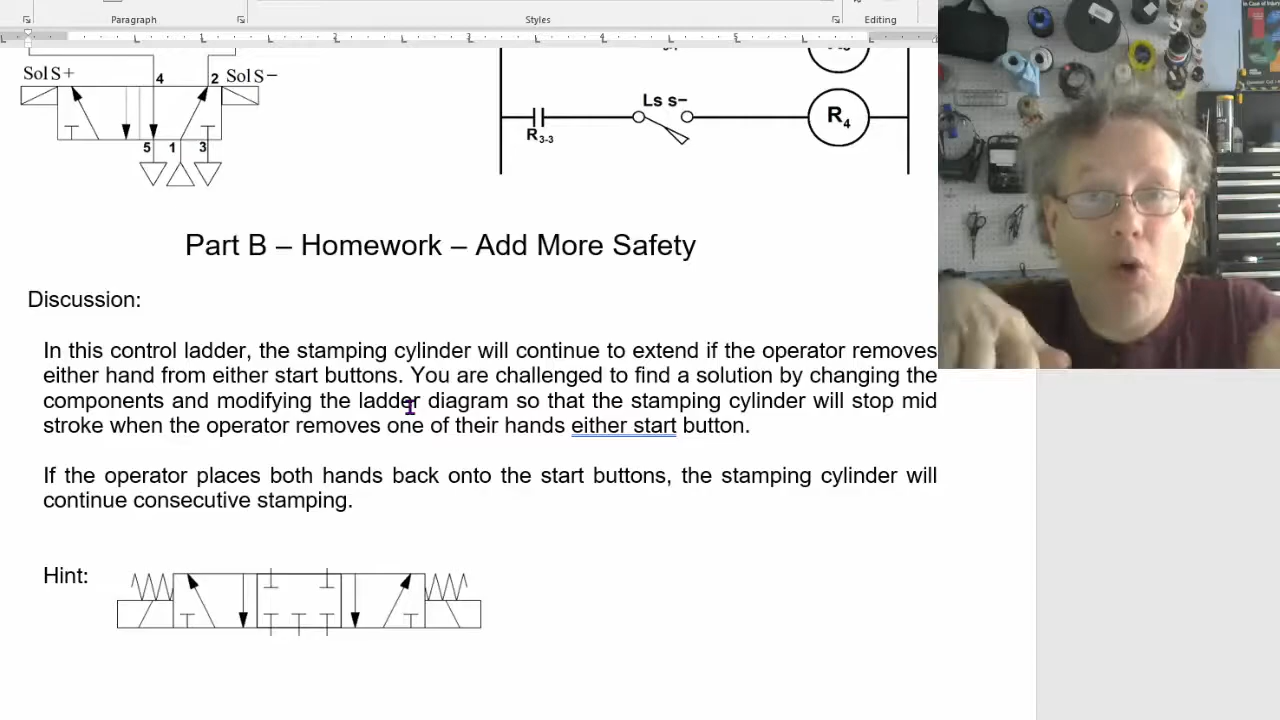 Paragraph
Styles
Editing
Sol S+
4
2
Sol S−
5
1
3
Ls s−
R3-3
R4
Part B – Homework – Add More Safety
Discussion:
In this control ladder, the stamping cylinder will continue to extend if the operator removes
either hand from either start buttons. You are challenged to find a solution by changing the
components and modifying the ladder diagram so that the stamping cylinder will stop mid
stroke when the operator removes one of their hands either start button.
If the operator places both hands back onto the start buttons, the stamping cylinder will
continue consecutive stamping.
Hint: